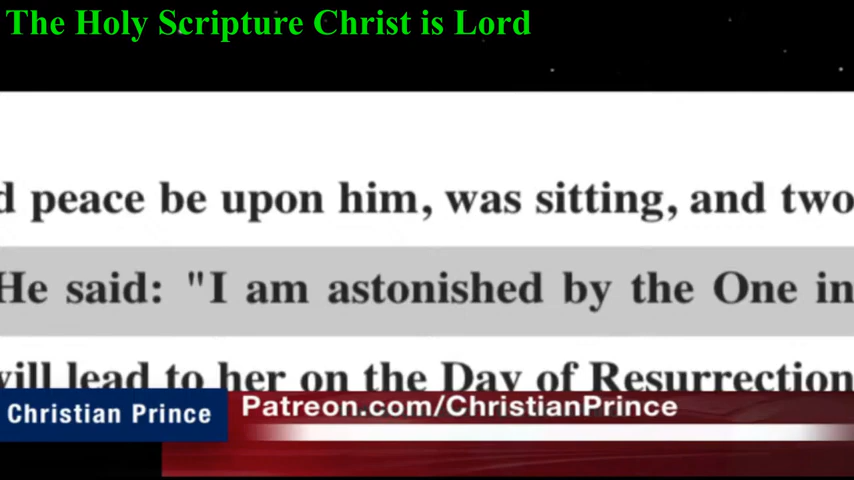 The Holy Scripture Christ is Lord
d peace be upon him, was sitting, and two
He said: "I am astonished by the One in
will lead to her on the Day of Resurrection
Christian Prince
Patreon.com/ChristianPrince